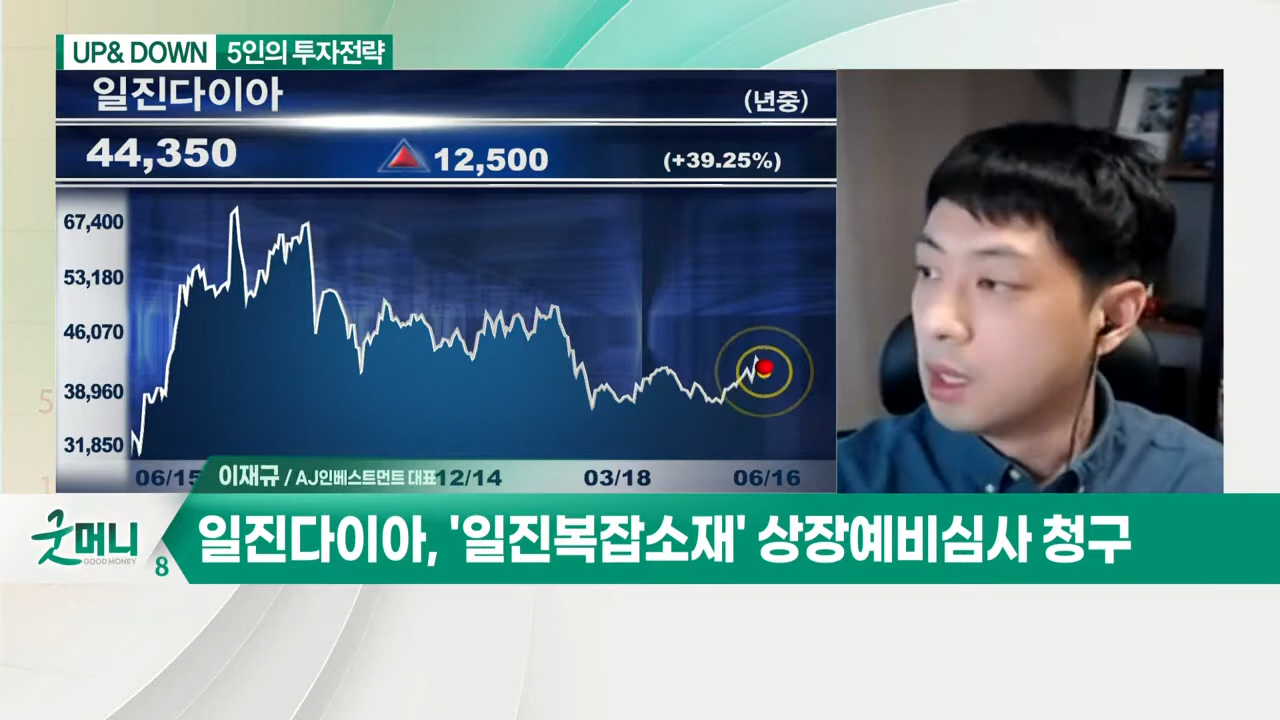 UP& DOWN 5인의 투자전략
일진다이아 (년중)
44,350 12,500 (+39.25%)
67,400
53,180
46,070
38,960
31,850
06/15 12/14 03/18 06/16
이재규 / AJ인베스트먼트 대표
굿머니
GOOD MONEY
8
일진다이아, '일진복잡소재' 상장예비심사 청구
5
1